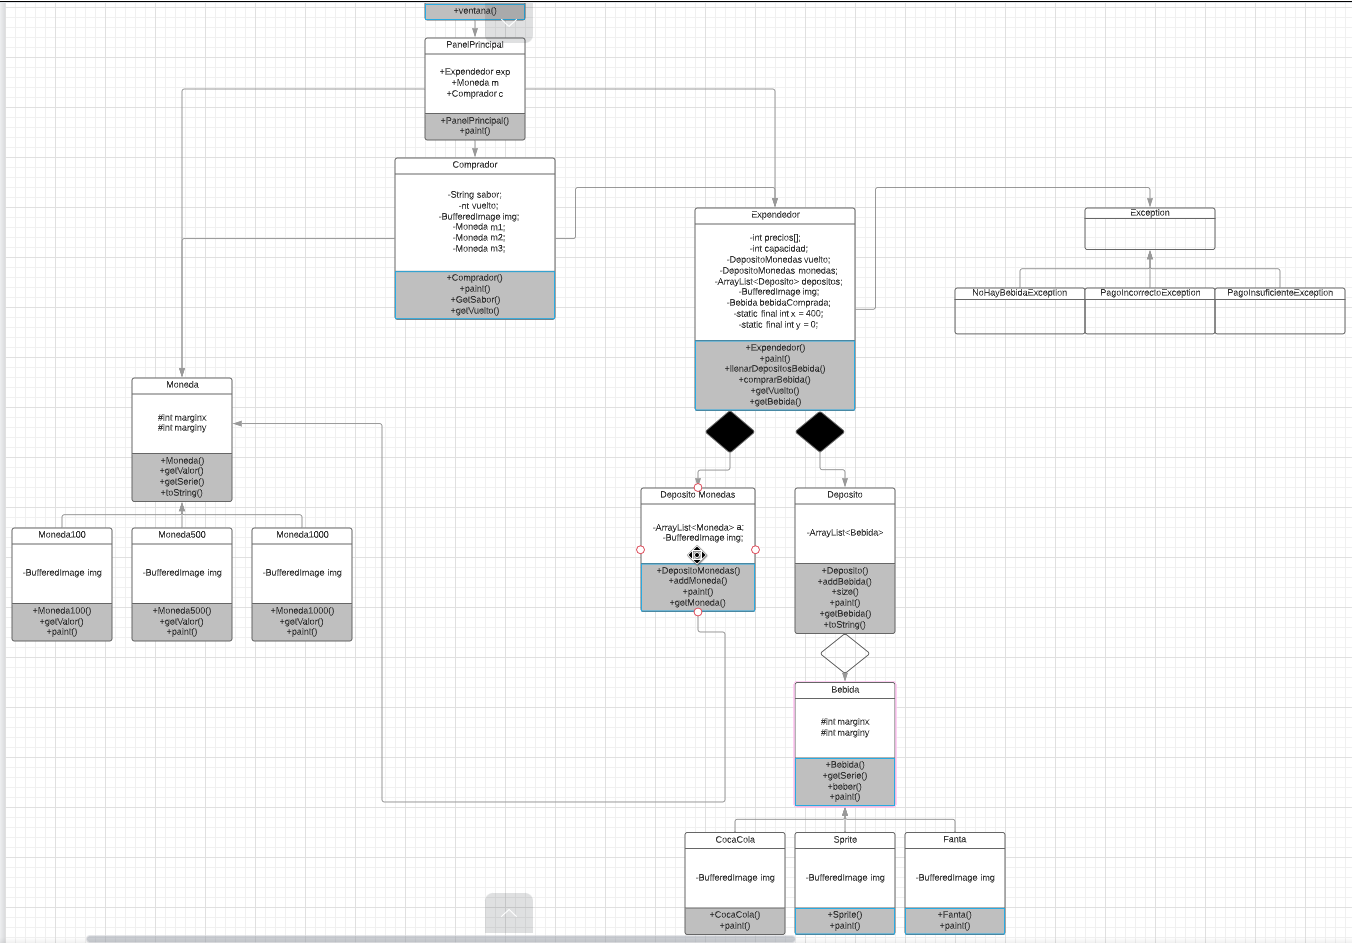 +ventana()
PanelPrincipal
+Expendedor exp
+Moneda m
+Comprador c
+PanelPrincipal()
+paint()
Comprador
-String sabor;
-nt vuelto;
-BufferedImage img;
-Moneda m1;
-Moneda m2;
-Moneda m3;
+Comprador()
+paint()
+GetSabor()
+getVuelto()
Expendedor
-int precios[];
-int capacidad;
-DepositoMonedas vuelto;
-DepositoMonedas monedas;
-ArrayList<Deposito> depositos;
-BufferedImage img;
-Bebida bebidaComprada;
-static final int x = 400;
-static final int y = 0;
+Expendedor()
+paint()
+llenarDepositosBebida()
+comprarBebida()
+getVuelto()
+getBebida()
Exception
NoHayBebidaException
PagoIncorrectoException
PagoInsuficienteException
Moneda
#int marginx
#int marginy
+Moneda()
+getValor()
+getSerie()
+toString()
Moneda100
-BufferedImage img
+Moneda100()
+getValor()
+paint()
Moneda500
-BufferedImage img
+Moneda500()
+getValor()
+paint()
Moneda1000
-BufferedImage img
+Moneda1000()
+getValor()
+paint()
Deposito Monedas
-ArrayList<Moneda> a;
-BufferedImage img;
+DepositoMonedas()
+addMoneda()
+paint()
+getMoneda()
Deposito
-ArrayList<Bebida>
+Deposito()
+addBebida()
+size()
+paint()
+getBebida()
+toString()
Bebida
#int marginx
#int marginy
+Bebida()
+getSerie()
+beber()
+paint()
CocaCola
-BufferedImage img
+CocaCola()
+paint()
Sprite
-BufferedImage img
+Sprite()
+paint()
Fanta
-BufferedImage img
+Fanta()
+paint()